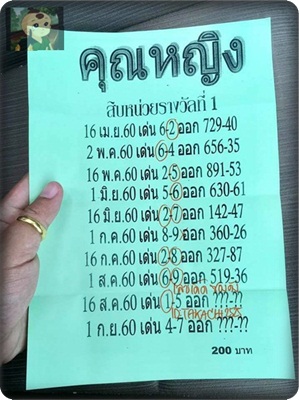 คุณหญิง
สิบหน่วยรางวัลที่ 1
16 เม.ย.60 เด่น 6-2 ออก 729-40
2 พ.ค.60 เด่น 6-4 ออก 656-35
16 พ.ค.60 เด่น 2-5 ออก 891-53
1 มิ.ย.60 เด่น 5-6 ออก 630-61
16 มิ.ย.60 เด่น 2-7 ออก 142-47
1 ก.ค.60 เด่น 8-9 ออก 360-26
16 ก.ค.60 เด่น 2-8 ออก 327-87
1 ส.ค.60 เด่น 6-9 ออก 519-36
16 ส.ค.60 เด่น 1-5 ออก ???-??
ID.TAKACHI2525
1 ก.ย.60 เด่น 4-7 ออก ???-??
200 บาท